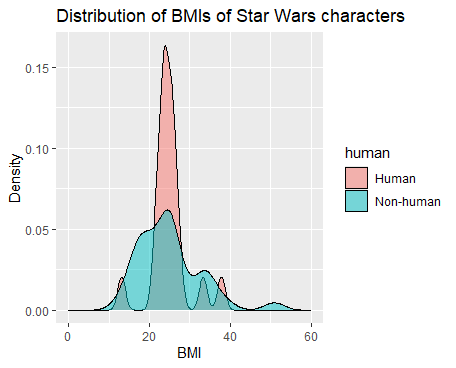 Distribution of BMIs of Star Wars characters
0.15
0.10
0.05
0.00
Density
0 20 40 60
BMI
human
Human
Non-human